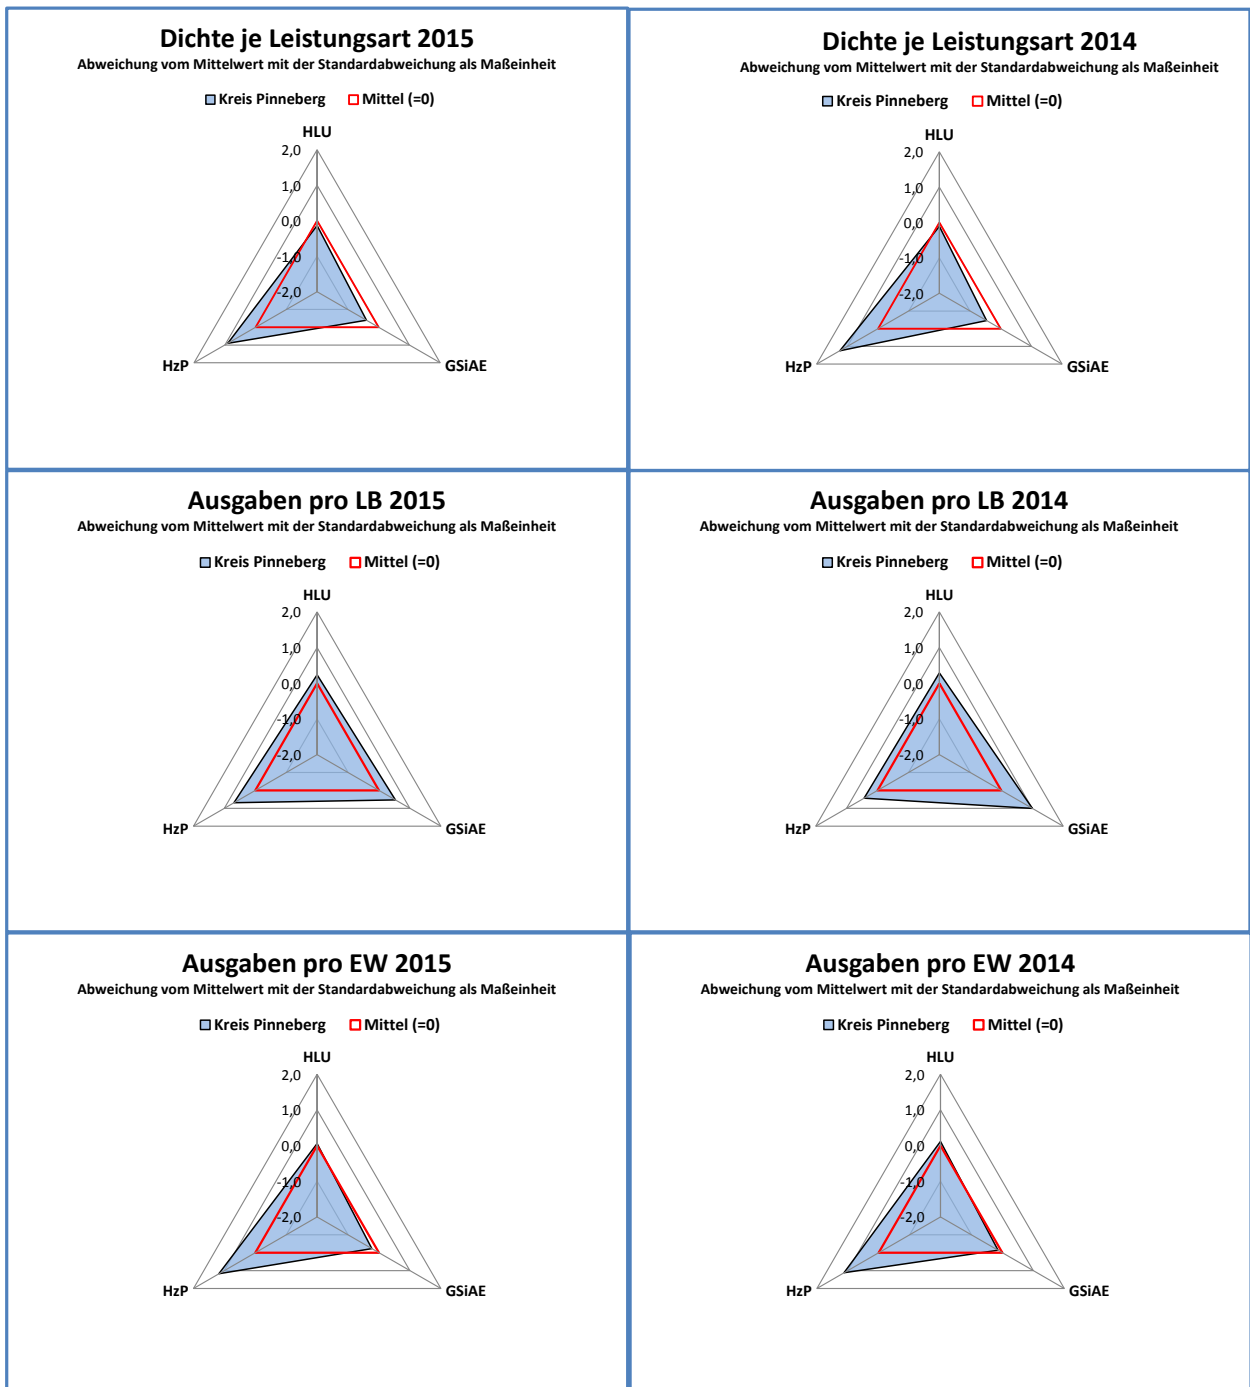 Dichte je Leistungsart 2015
Abweichung vom Mittelwert mit der Standardabweichung als Maßeinheit
Kreis Pinneberg Mittel (=0)
HLU
2,0
1,0
0,0
-1,0
-2,0
HzP
GSiAE
Dichte je Leistungsart 2014
Abweichung vom Mittelwert mit der Standardabweichung als Maßeinheit
Kreis Pinneberg Mittel (=0)
HLU
2,0
1,0
0,0
-1,0
-2,0
HzP
GSiAE
Ausgaben pro LB 2015
Abweichung vom Mittelwert mit der Standardabweichung als Maßeinheit
Kreis Pinneberg Mittel (=0)
HLU
2,0
1,0
0,0
-1,0
-2,0
HzP
GSiAE
Ausgaben pro LB 2014
Abweichung vom Mittelwert mit der Standardabweichung als Maßeinheit
Kreis Pinneberg Mittel (=0)
HLU
2,0
1,0
0,0
-1,0
-2,0
HzP
GSiAE
Ausgaben pro EW 2015
Abweichung vom Mittelwert mit der Standardabweichung als Maßeinheit
Kreis Pinneberg Mittel (=0)
HLU
2,0
1,0
0,0
-1,0
-2,0
HzP
GSiAE
Ausgaben pro EW 2014
Abweichung vom Mittelwert mit der Standardabweichung als Maßeinheit
Kreis Pinneberg Mittel (=0)
HLU
2,0
1,0
0,0
-1,0
-2,0
HzP
GSiAE